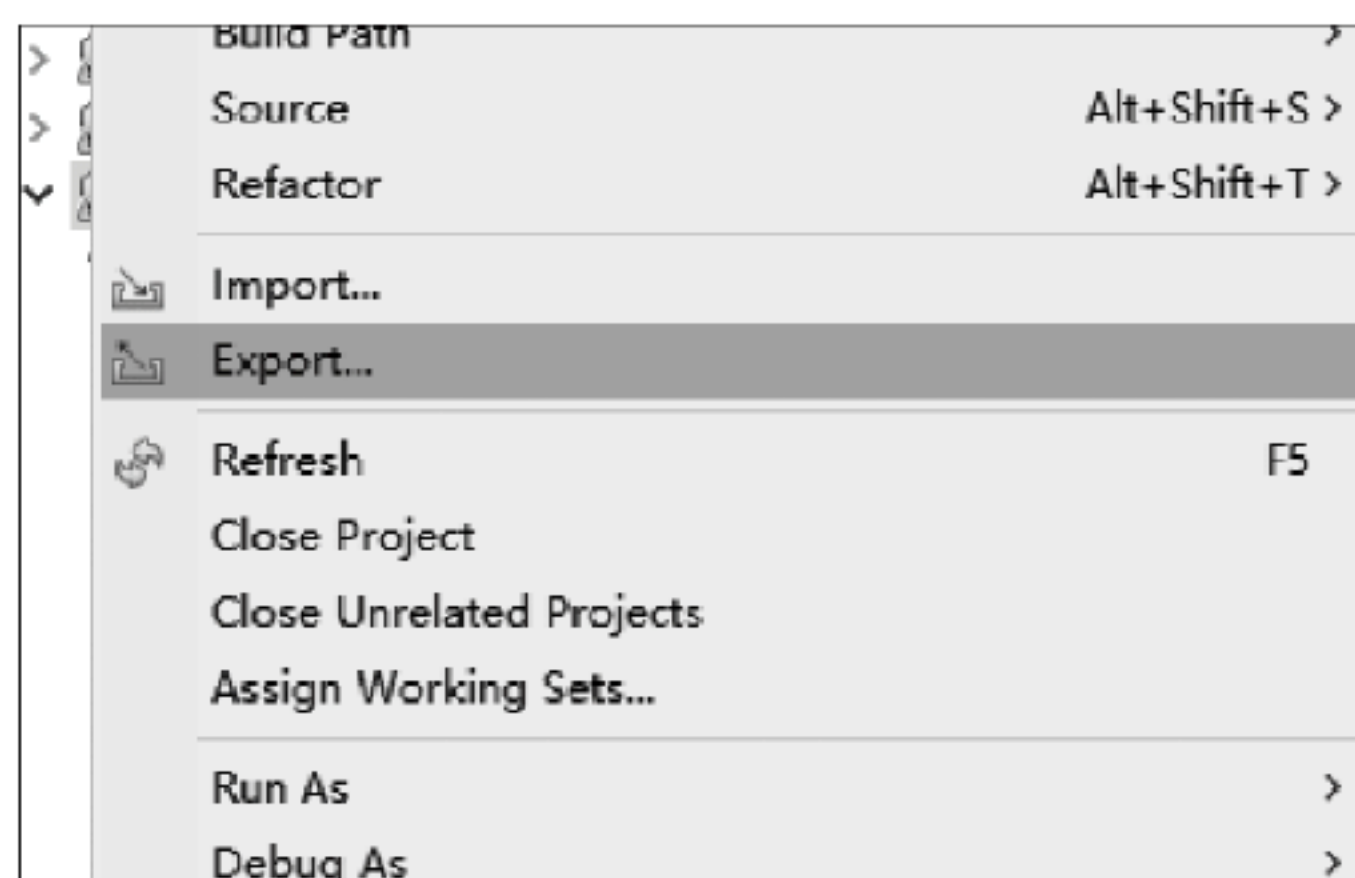 Build Path
Source Alt+Shift+S >
Refactor Alt+Shift+T >
Import...
Export...
Refresh F5
Close Project
Close Unrelated Projects
Assign Working Sets...
Run As >
Debug As >